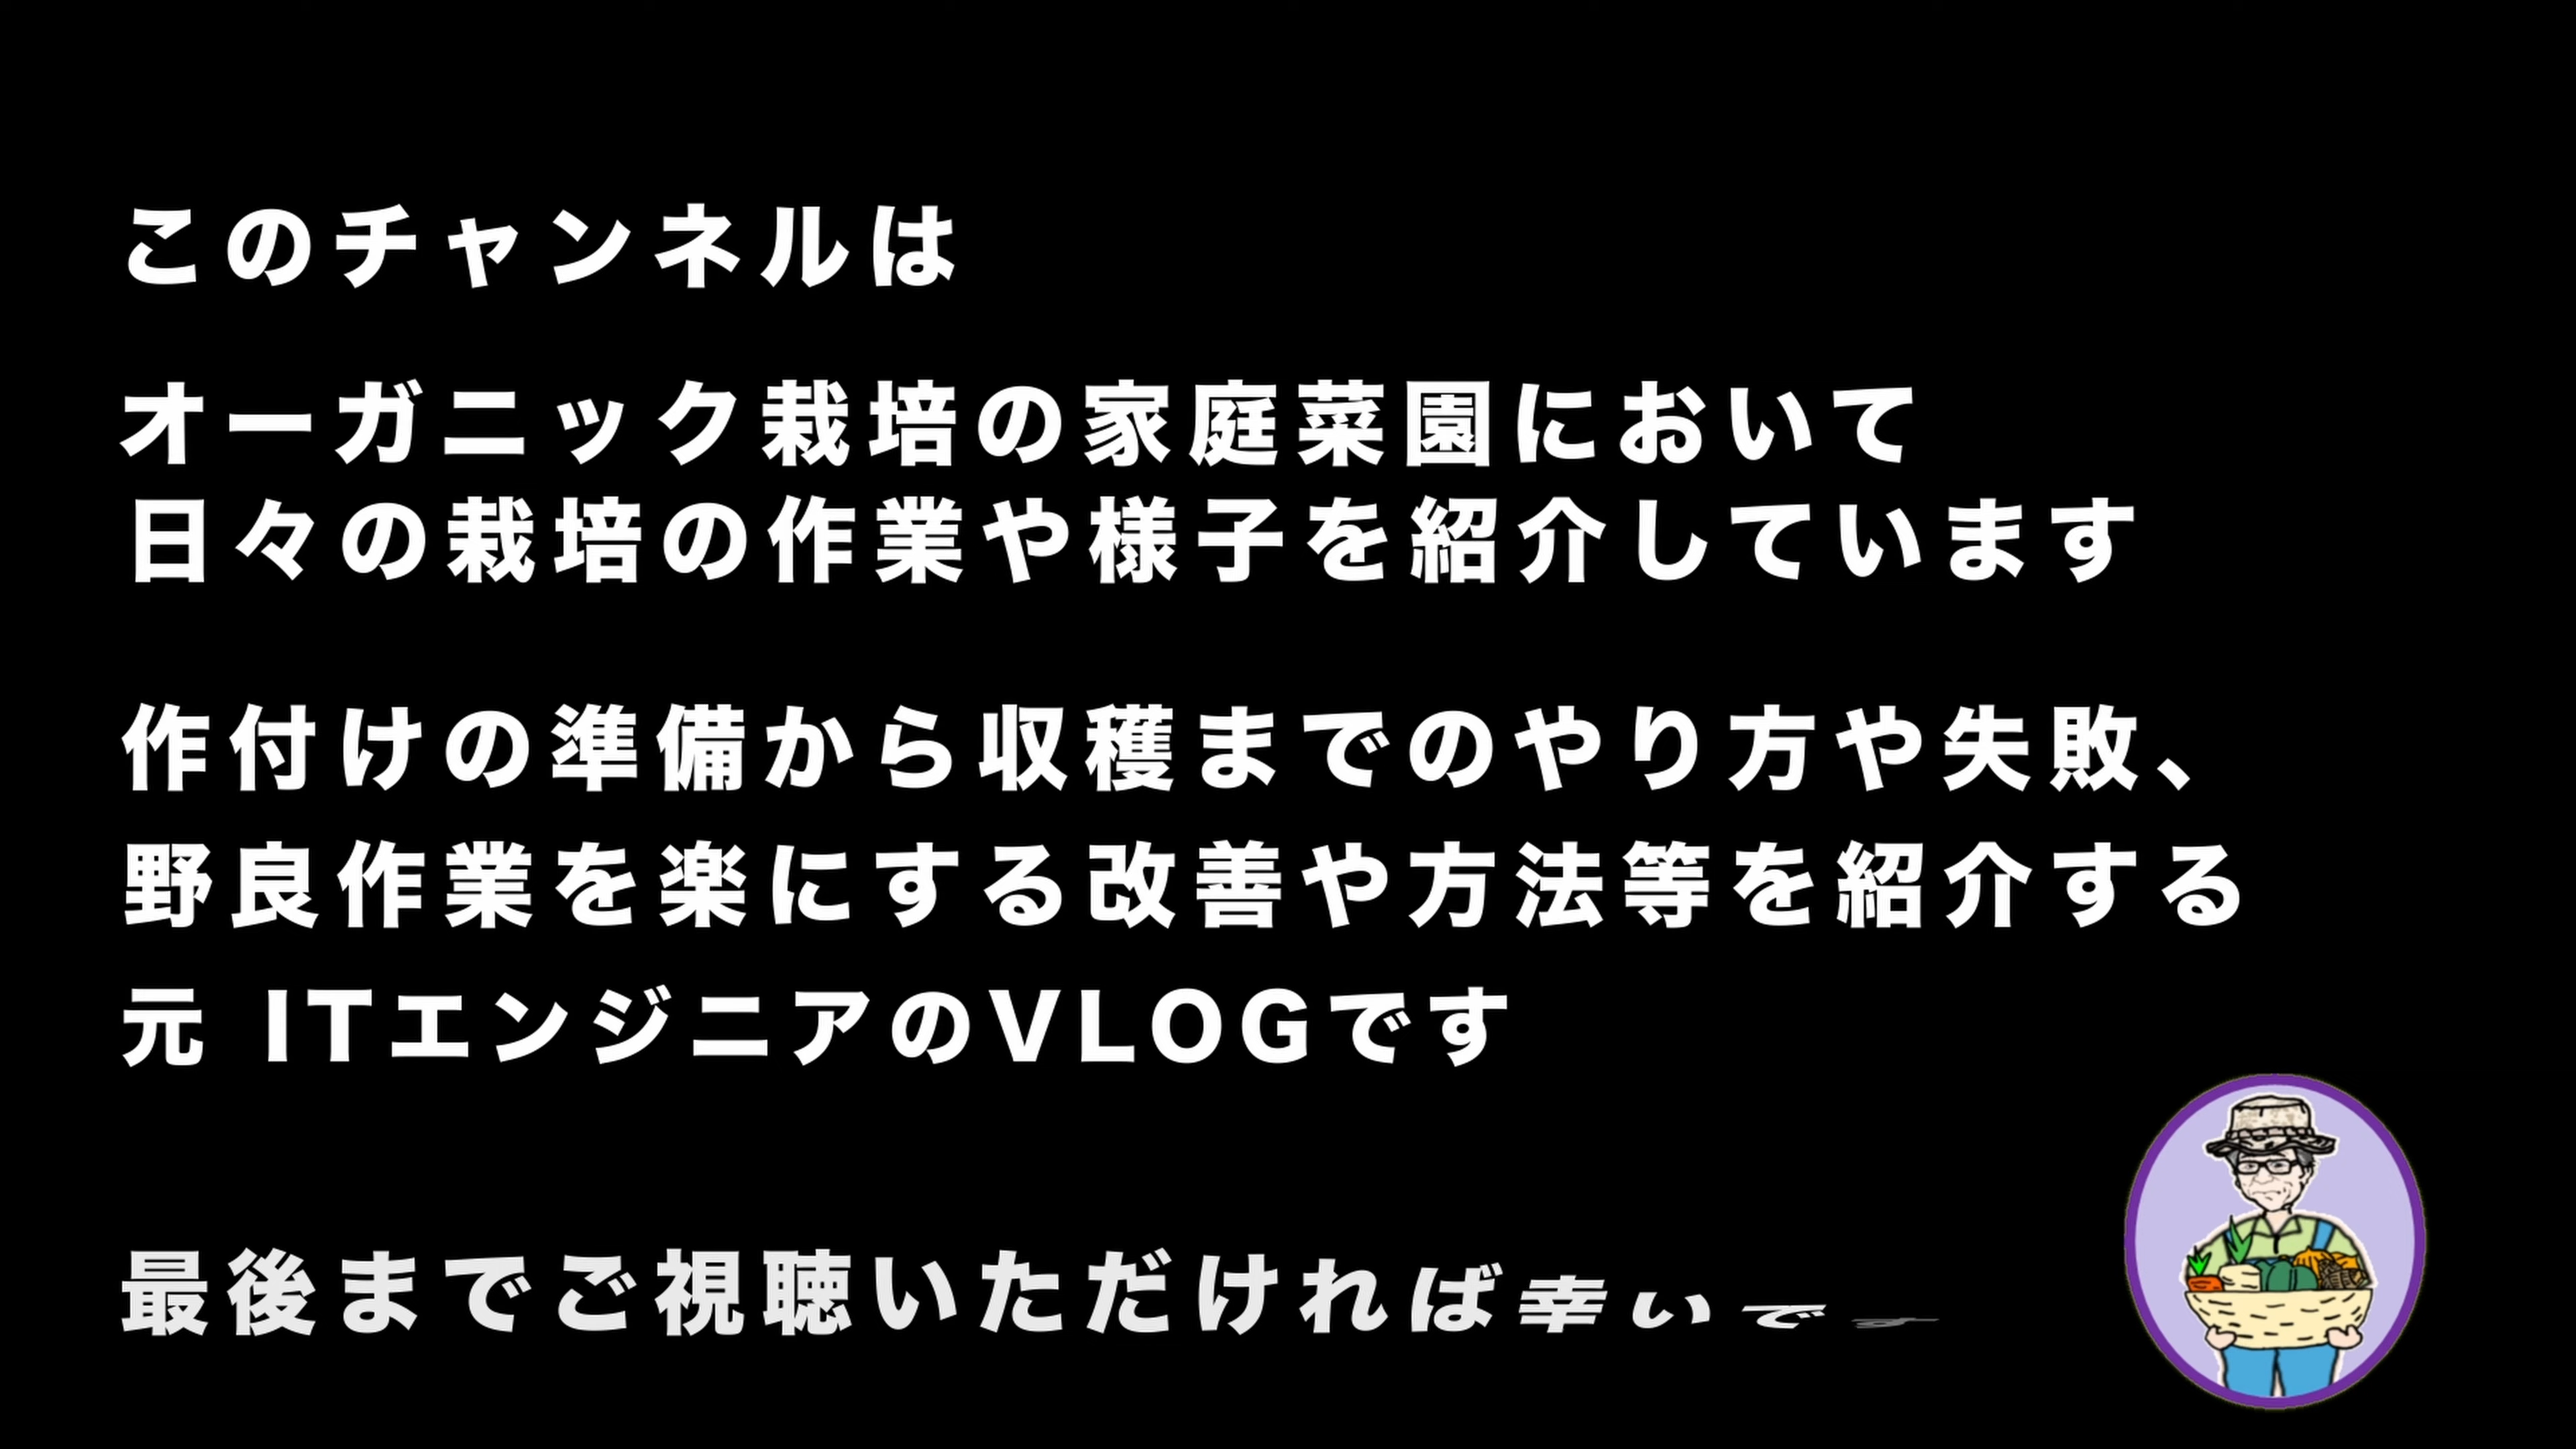 このチャンネルは
オーガニック栽培の家庭菜園において
日々の栽培の作業や様子を紹介しています
作付けの準備から収穫までのやり方や失敗、
野良作業を楽にする改善や方法等を紹介する
元 ITエンジニアのVLOGです
最後までご視聴いただければ幸いで